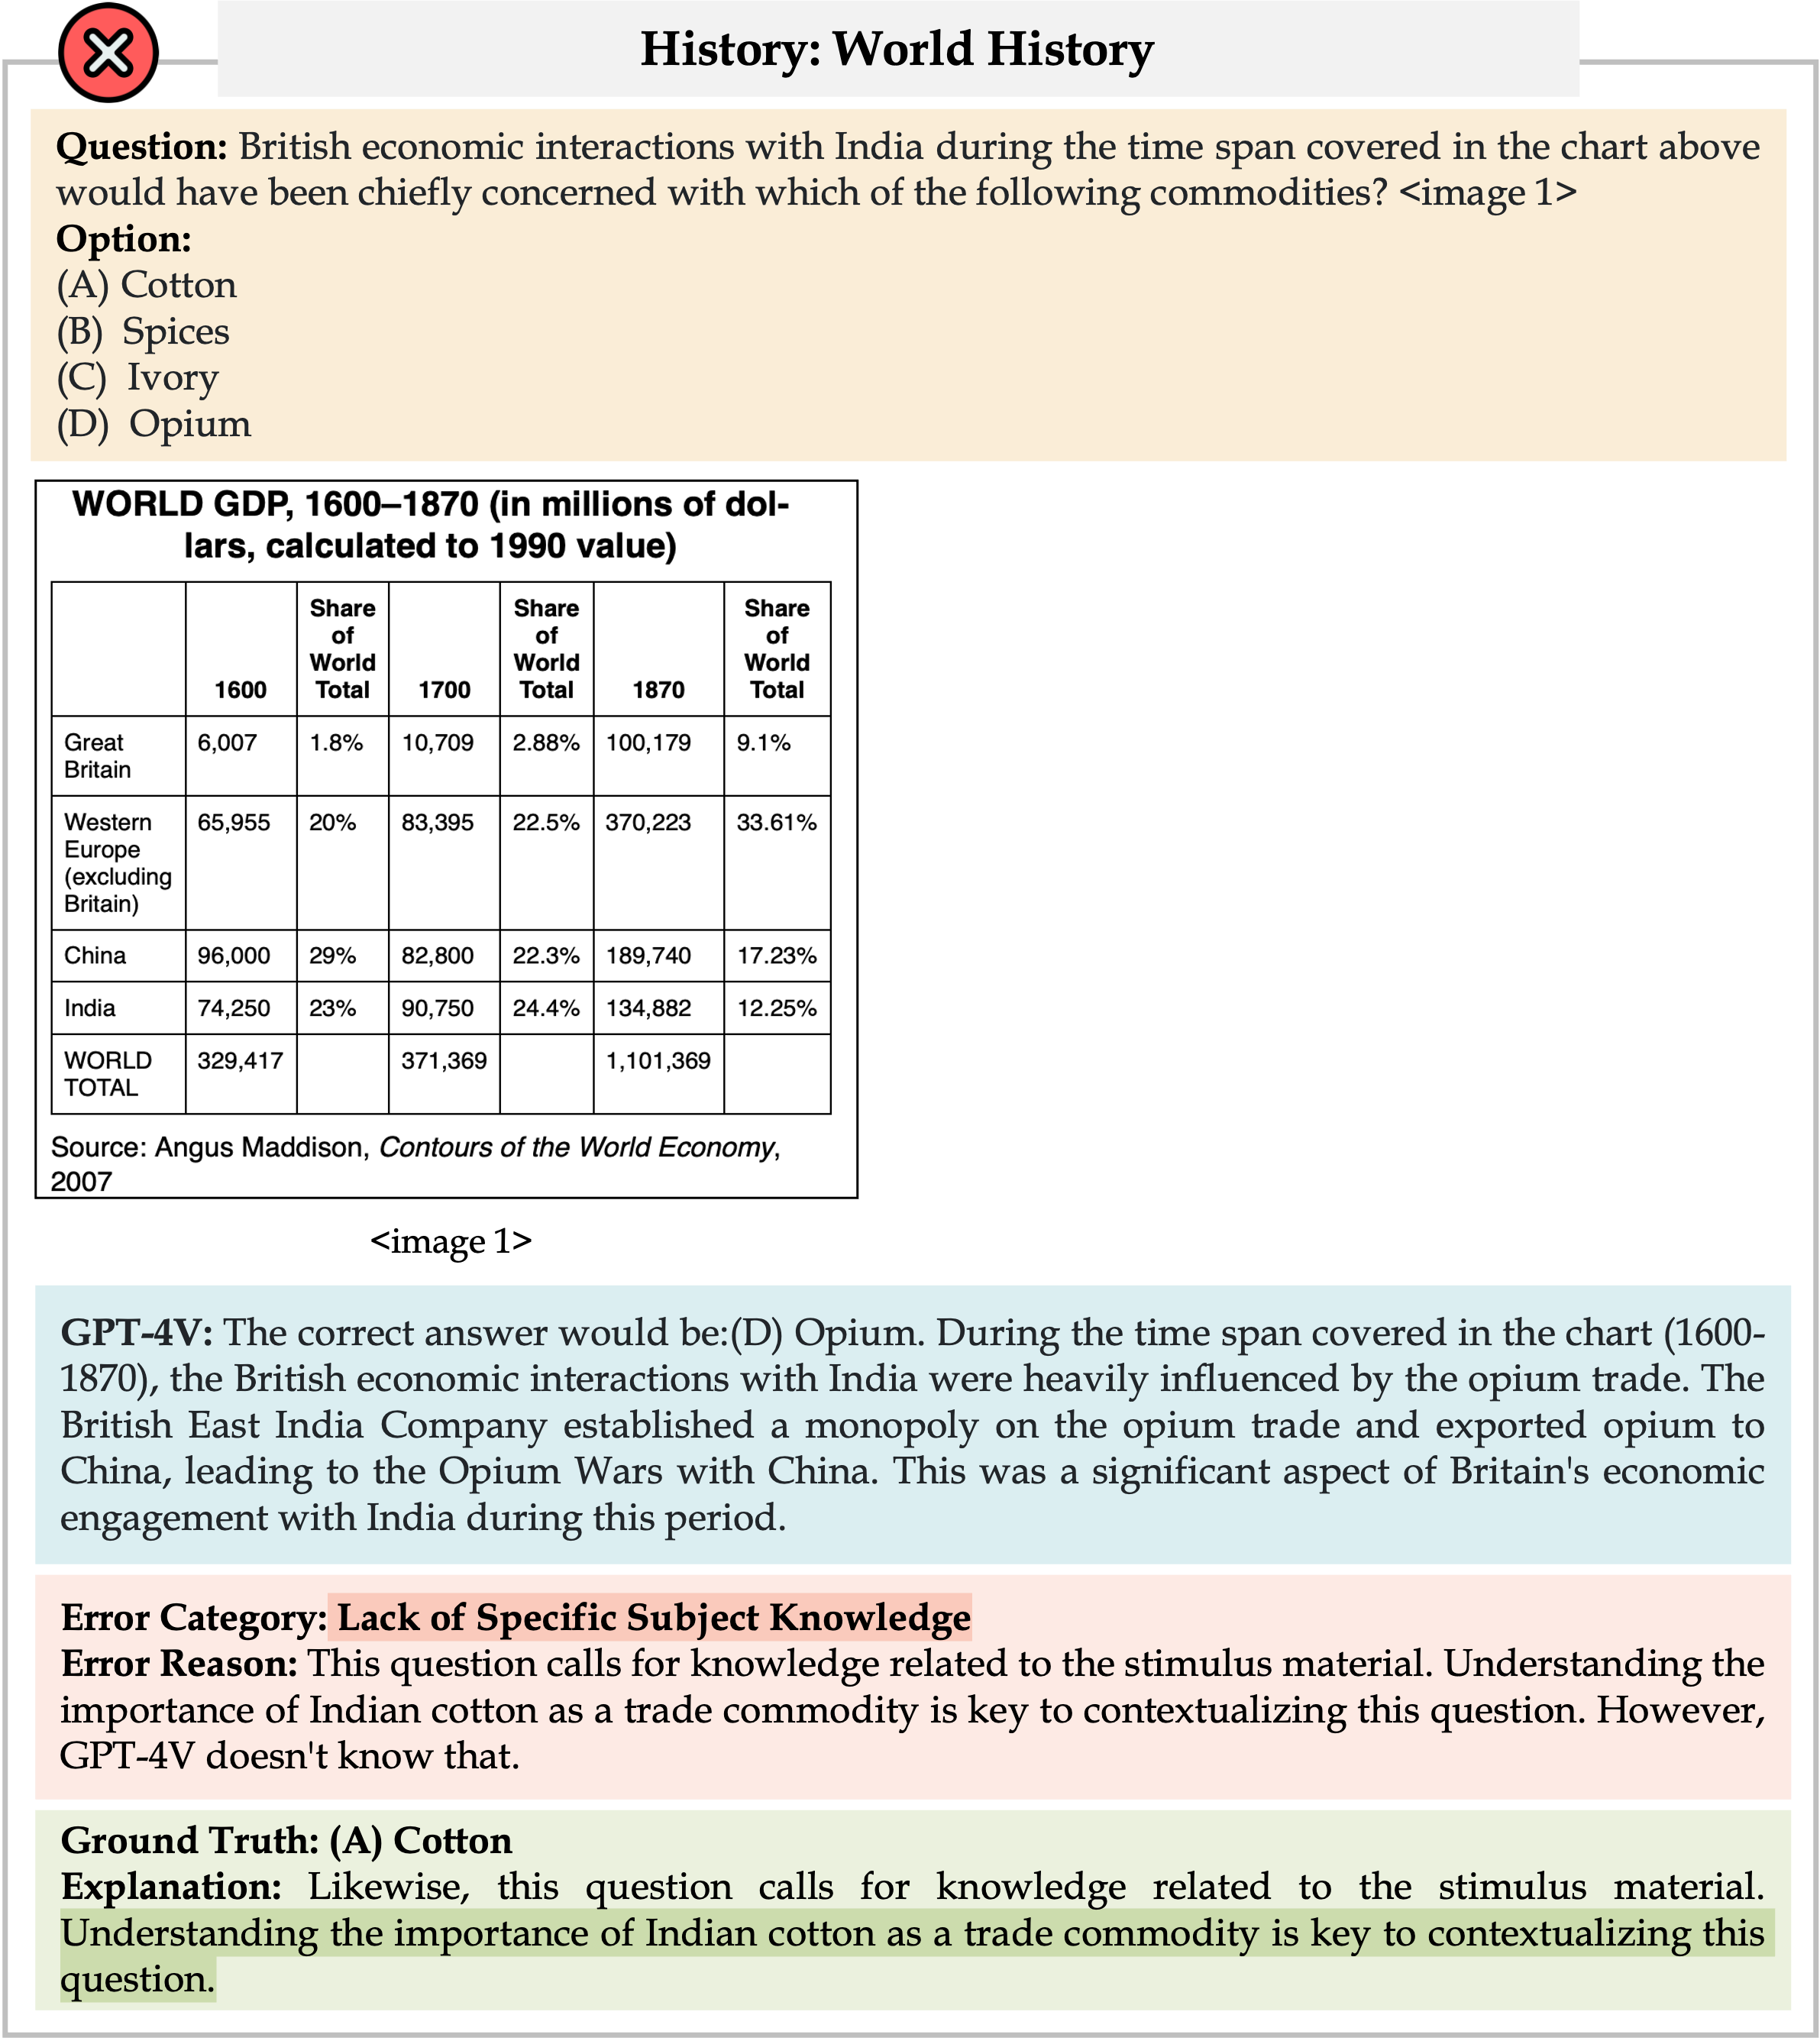 History: World History
Question: British economic interactions with India during the time span covered in the chart above
would have been chiefly concerned with which of the following commodities? <image 1>
Option:
(A) Cotton
(B) Spices
(C) Ivory
(D) Opium
WORLD GDP, 1600–1870 (in millions of dol-
lars, calculated to 1990 value)
1600 Share of World Total 1700 Share of World Total 1870 Share of World Total
Great Britain 6,007 1.8% 10,709 2.88% 100,179 9.1%
Western Europe (excluding Britain) 65,955 20% 83,395 22.5% 370,223 33.61%
China 96,000 29% 82,800 22.3% 189,740 17.23%
India 74,250 23% 90,750 24.4% 134,882 12.25%
WORLD TOTAL 329,417 371,369 1,101,369
Source: Angus Maddison, Contours of the World Economy,
2007
<image 1>
GPT-4V: The correct answer would be:(D) Opium. During the time span covered in the chart (1600-
1870), the British economic interactions with India were heavily influenced by the opium trade. The
British East India Company established a monopoly on the opium trade and exported opium to
China, leading to the Opium Wars with China. This was a significant aspect of Britain's economic
engagement with India during this period.
Error Category: Lack of Specific Subject Knowledge
Error Reason: This question calls for knowledge related to the stimulus material. Understanding the
importance of Indian cotton as a trade commodity is key to contextualizing this question. However,
GPT-4V doesn't know that.
Ground Truth: (A) Cotton
Explanation: Likewise, this question calls for knowledge related to the stimulus material.
Understanding the importance of Indian cotton as a trade commodity is key to contextualizing this
question.